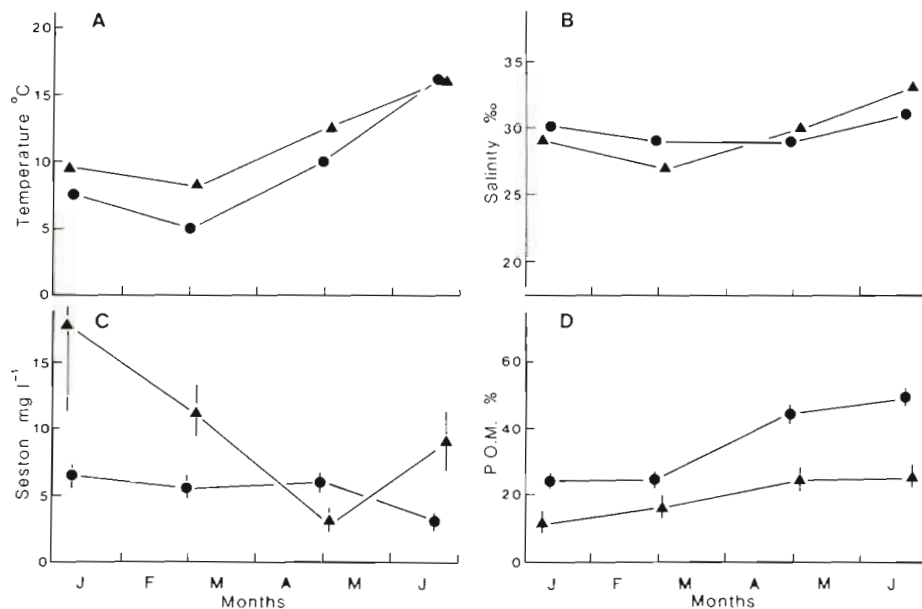 A
Temperature °C
20
15
10
5
0
B
Salinity ‰
35
30
25
20
C
Seston mg l⁻¹
15
10
5
0
J F M A M J
Months
D
P.O.M. %
60
40
20
0
J F M A M J
Months